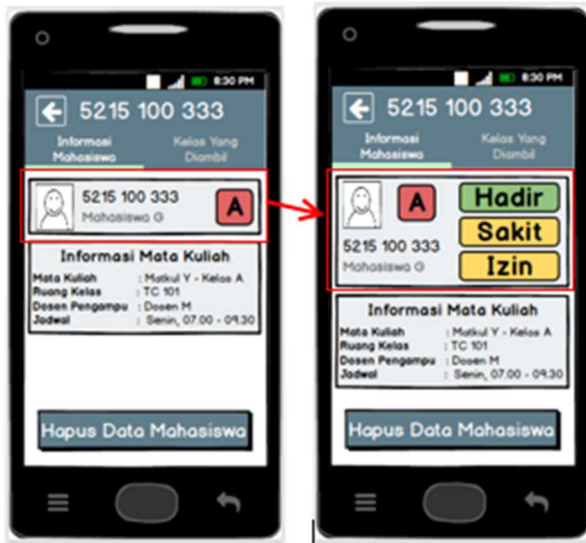 8:30 PM
5215 100 333
Informasi Mahasiswa
Kelas Yang Diambil
5215 100 333
Mahasiswa G
A
Informasi Mata Kuliah
Mata Kuliah : Matkul Y - Kelas A
Ruang Kelas : TC 101
Dosen Pengampu : Dosen M
Jadwal : Senin, 07.00 - 09.30
Hapus Data Mahasiswa
8:30 PM
5215 100 333
Informasi Mahasiswa
Kelas Yang Diambil
A
5215 100 333
Mahasiswa G
Hadir
Sakit
Izin
Informasi Mata Kuliah
Mata Kuliah : Matkul Y - Kelas A
Ruang Kelas : TC 101
Dosen Pengampu : Dosen M
Jadwal : Senin, 07.00 - 09.30
Hapus Data Mahasiswa